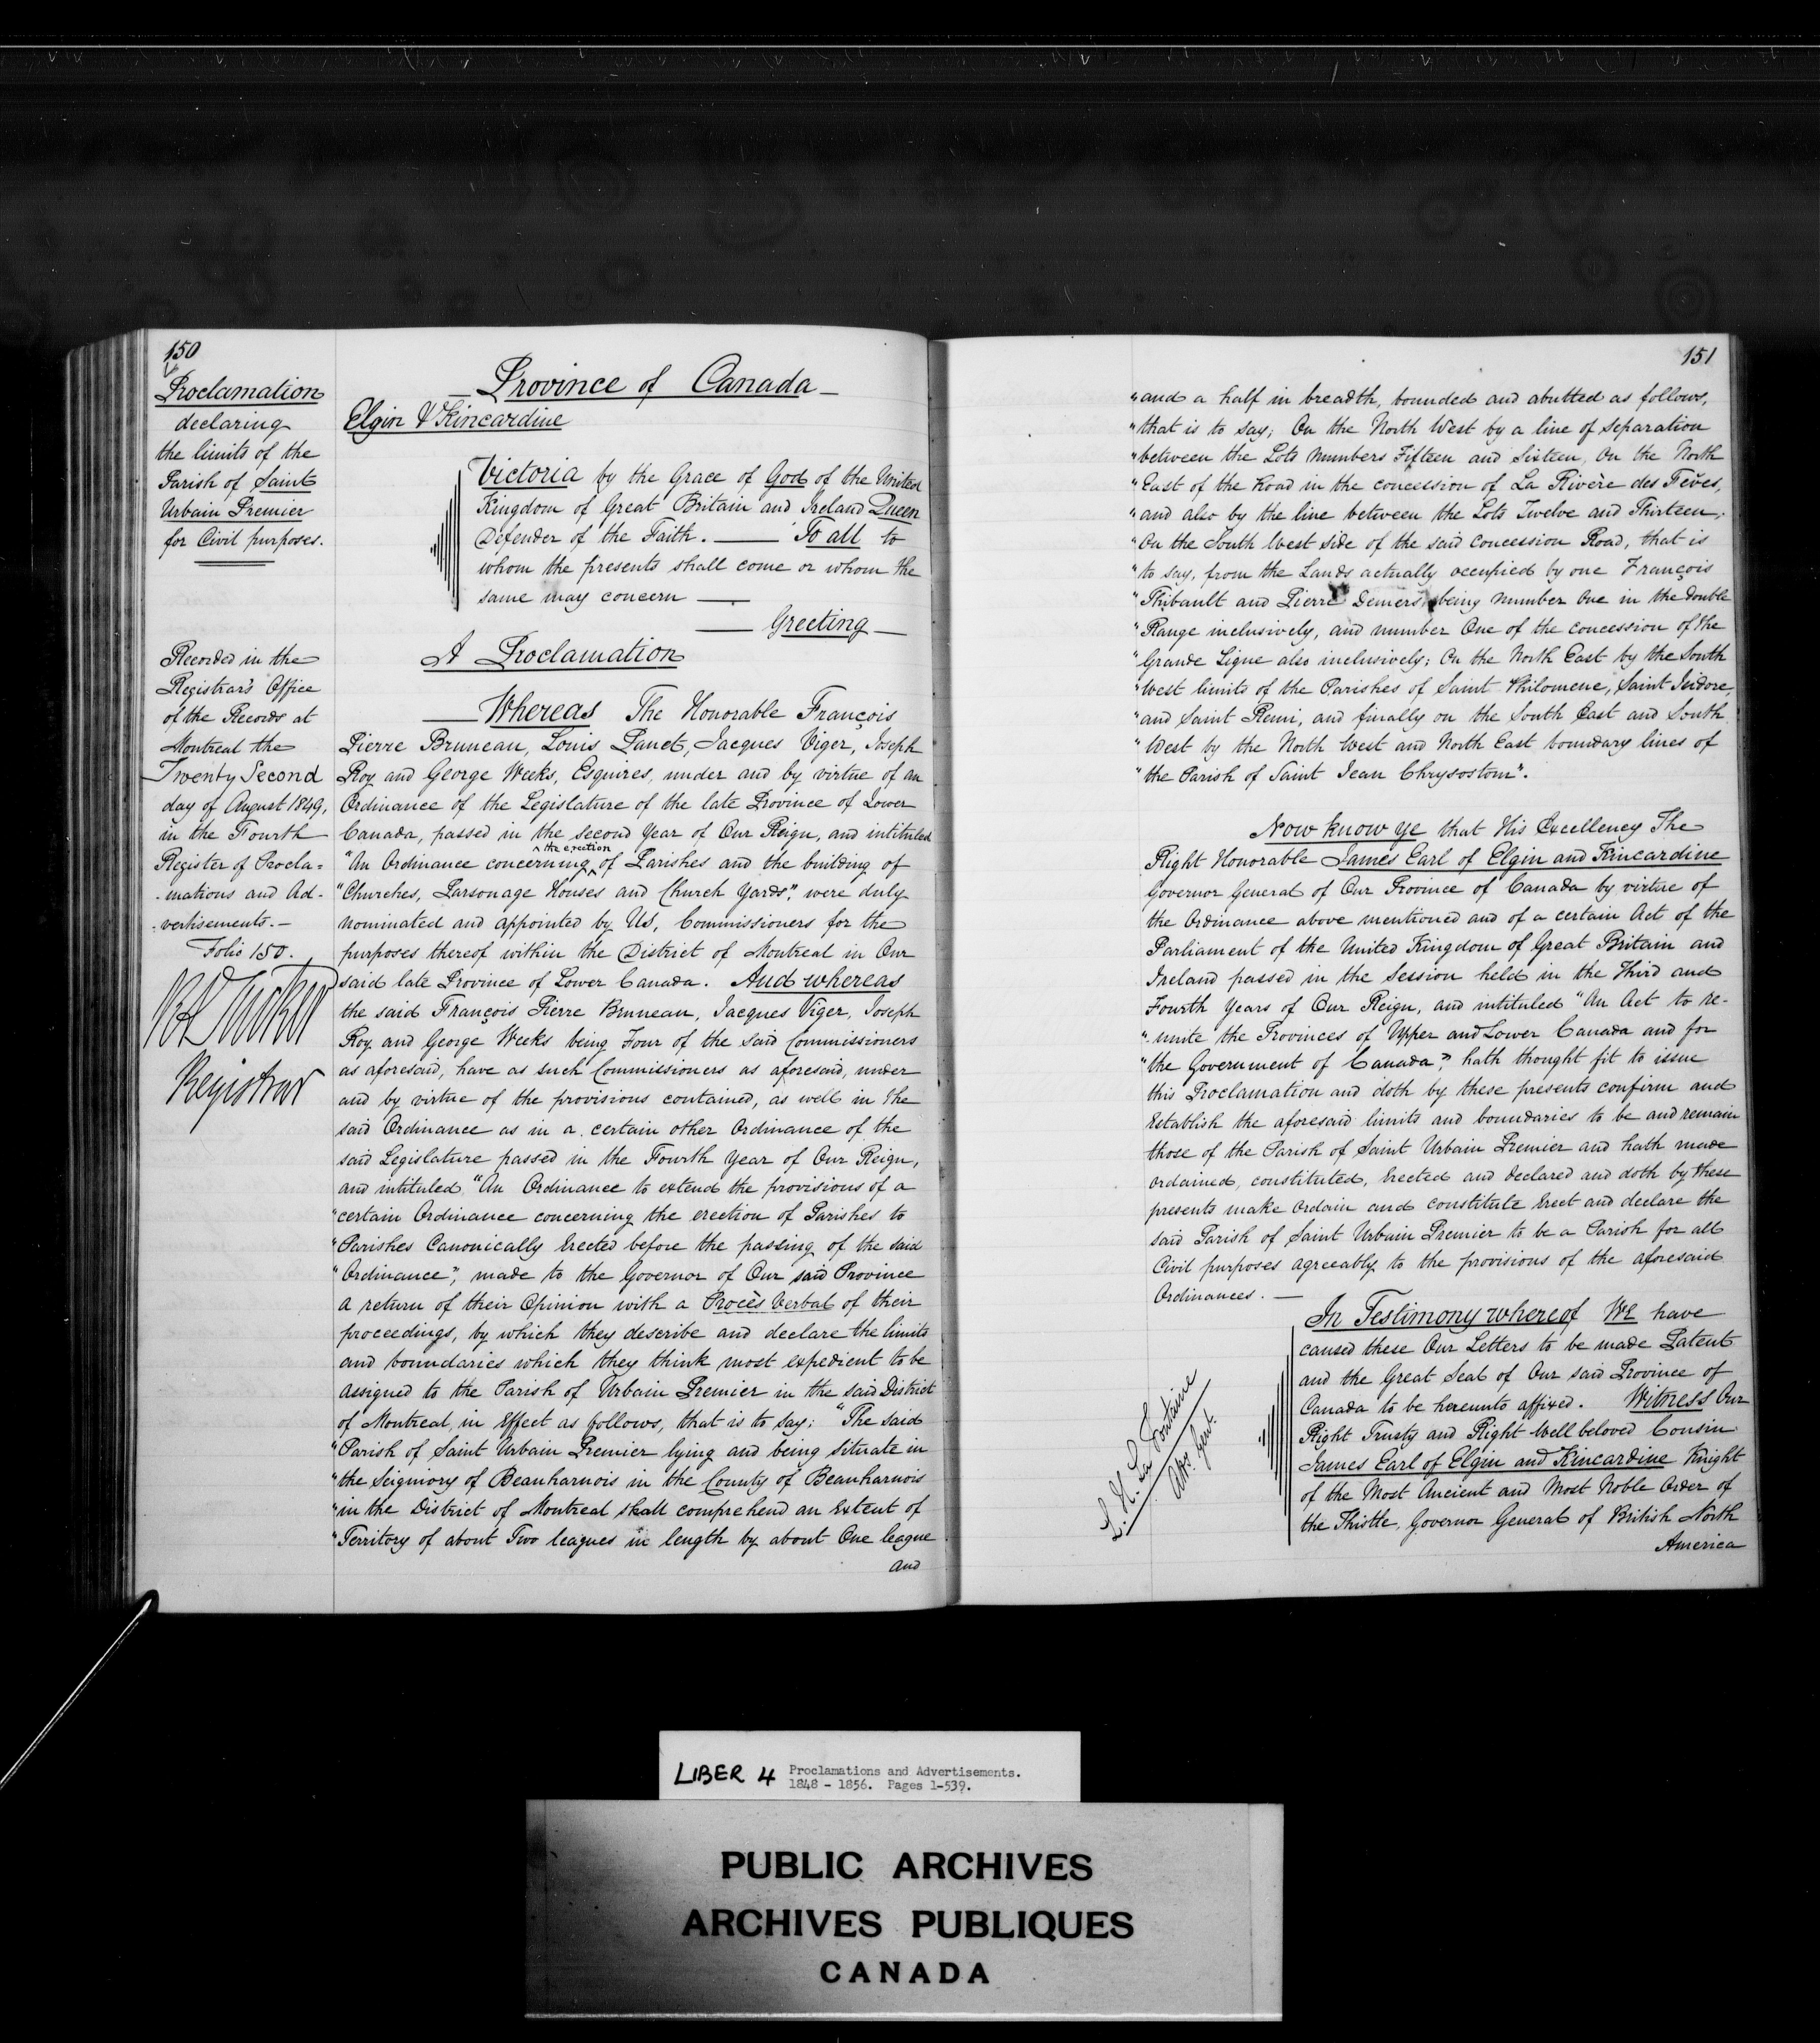 150
Proclamation
declaring
the limits of the
Parish of Saint
Urbain Premier
for Civil purposes.
Recorded in the
Registrar's Office
of the Records at
Montreal the
Twenty Second
day of August 1849,
in the Fourth
Register of Procla-
-mations and Ad-
-vertisements.-
Folio 150.
Registrar
Province of Canada
Elgin & Kincardine
Victoria by the Grace of God of the United
Kingdom of Great Britain and Ireland Queen
Defender of the Faith. — To all to
whom the presents shall come or whom the
same may concern —
— Greeting —
A Proclamation
Whereas The Honorable François
Pierre Bruneau, Louis Panet, Jacques Viger, Joseph
Roy and George Weeks, Esquires, under and by virtue of an
Ordinance of the Legislature of the late Province of Lower
Canada, passed in the second year of Our Reign, and intituled
"An Ordinance concerning the erection of Parishes and the building of
"Churches, Parsonage Houses and Church Yards", were duly
nominated and appointed by US, Commissioners for the
purposes thereof within the District of Montreal in Our
said late Province of Lower Canada. And whereas
the said François Pierre Bruneau, Jacques Viger, Joseph
Roy and George Weeks being Four of the said Commissioners
as aforesaid, have as such Commissioners as aforesaid, under
and by virtue of the provisions contained, as well in the
said Ordinance as in a certain other Ordinance of the
said Legislature passed in the Fourth year of Our Reign,
and intituled "An Ordinance to extend the provisions of a
"certain Ordinance concerning the erection of Parishes to
"Parishes Canonically Erected before the passing of the said
"Ordinance", made to the Governor of Our said Province
a return of their Opinion with a Procès Verbal of their
proceedings, by which they describe and declare the limits
and boundaries which they think most expedient to be
assigned to the Parish of Urbain Premier in the said District
of Montreal, in Effect as follows, that is to say: "The said
"Parish of Saint Urbain Premier lying and being situate in
"the Seigniory of Beauharnois in the County of Beauharnois
"in the District of Montreal shall comprehend an Extent of
"Territory of about Two leagues in length by about One league
and
151
"and a half in breadth, bounded and abutted as follows,
"that is to say; On the North West by a line of separation
"between the Lots numbers Fifteen and Sixteen, On the North
"East of the Road in the concession of La Rivère des Fèves,
"and also by the line between the Lots Twelve and Thirteen,
"On the South West side of the said Concession Road, that is
"to say, from the Lands actually occupied by one François
"Thibault and Pierre Demers being number One in the double
"Range inclusively, and number One of the concession of the
"Grande Ligne also inclusively; On the North East by the South
"West limits of the Parishes of Saint Philomene, Saint Isidore,
"and Saint Remi, and finally on the South East and South
"West by the North West and North East boundary lines of
"the Parish of Saint Jean Chrysostom".
Now know ye that His Excellency The
Right Honorable James Earl of Elgin and Kincardine
Governor General of Our Province of Canada by virtue of
the Ordinance above mentioned and of a certain Act of the
Parliament of the United Kingdom of Great Britain and
Ireland passed in the Session held in the Third and
Fourth Years of Our Reign, and intituled "An Act to re-
"-unite the Provinces of Upper and Lower Canada and for
"the Government of Canada", hath thought fit to issue
this Proclamation and doth by these presents confirm and
Establish the aforesaid limits and boundaries to be and remain
those of the Parish of Saint Urbain Premier and hath made
ordained, constituted, Erected and declared and doth by these
presents make Ordain and constitute Erect and declare the
said Parish of Saint Urbain Premier to be a Parish for all
Civil purposes agreeably to the provisions of the aforesaid
Ordinances. —
In Testimony whereof We have
caused these Our Letters to be made Patent
and the Great Seal of Our said Province of
Canada to be hereunto affixed. Witness Our
Right Trusty and Right Well beloved Cousin
James Earl of Elgin and Kincardine Knight
of the Most Ancient and Most Noble Order of
the Thistle, Governor General of British North
America
L. H. La Fontaine
Atty. Genl.
LIBER 4 Proclamations and Advertisements.
1848 - 1856. Pages 1-539.
PUBLIC ARCHIVES
ARCHIVES PUBLIQUES
CANADA